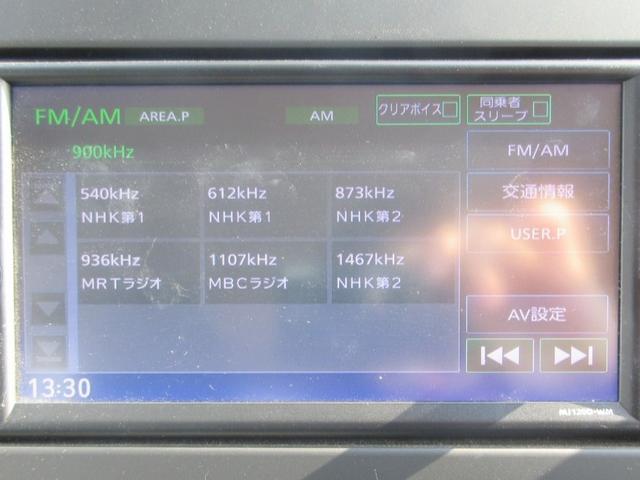 FM/AM AREA.P AM クリアボイス 同乗者スリープ
900kHz FM/AM
540kHz 612kHz 873kHz 交通情報
NHK第1 NHK第1 NHK第2 USER.P
936kHz 1107kHz 1467kHz
MRTラジオ MBCラジオ NHK第2
AV設定
13:30
MJ120D-WM